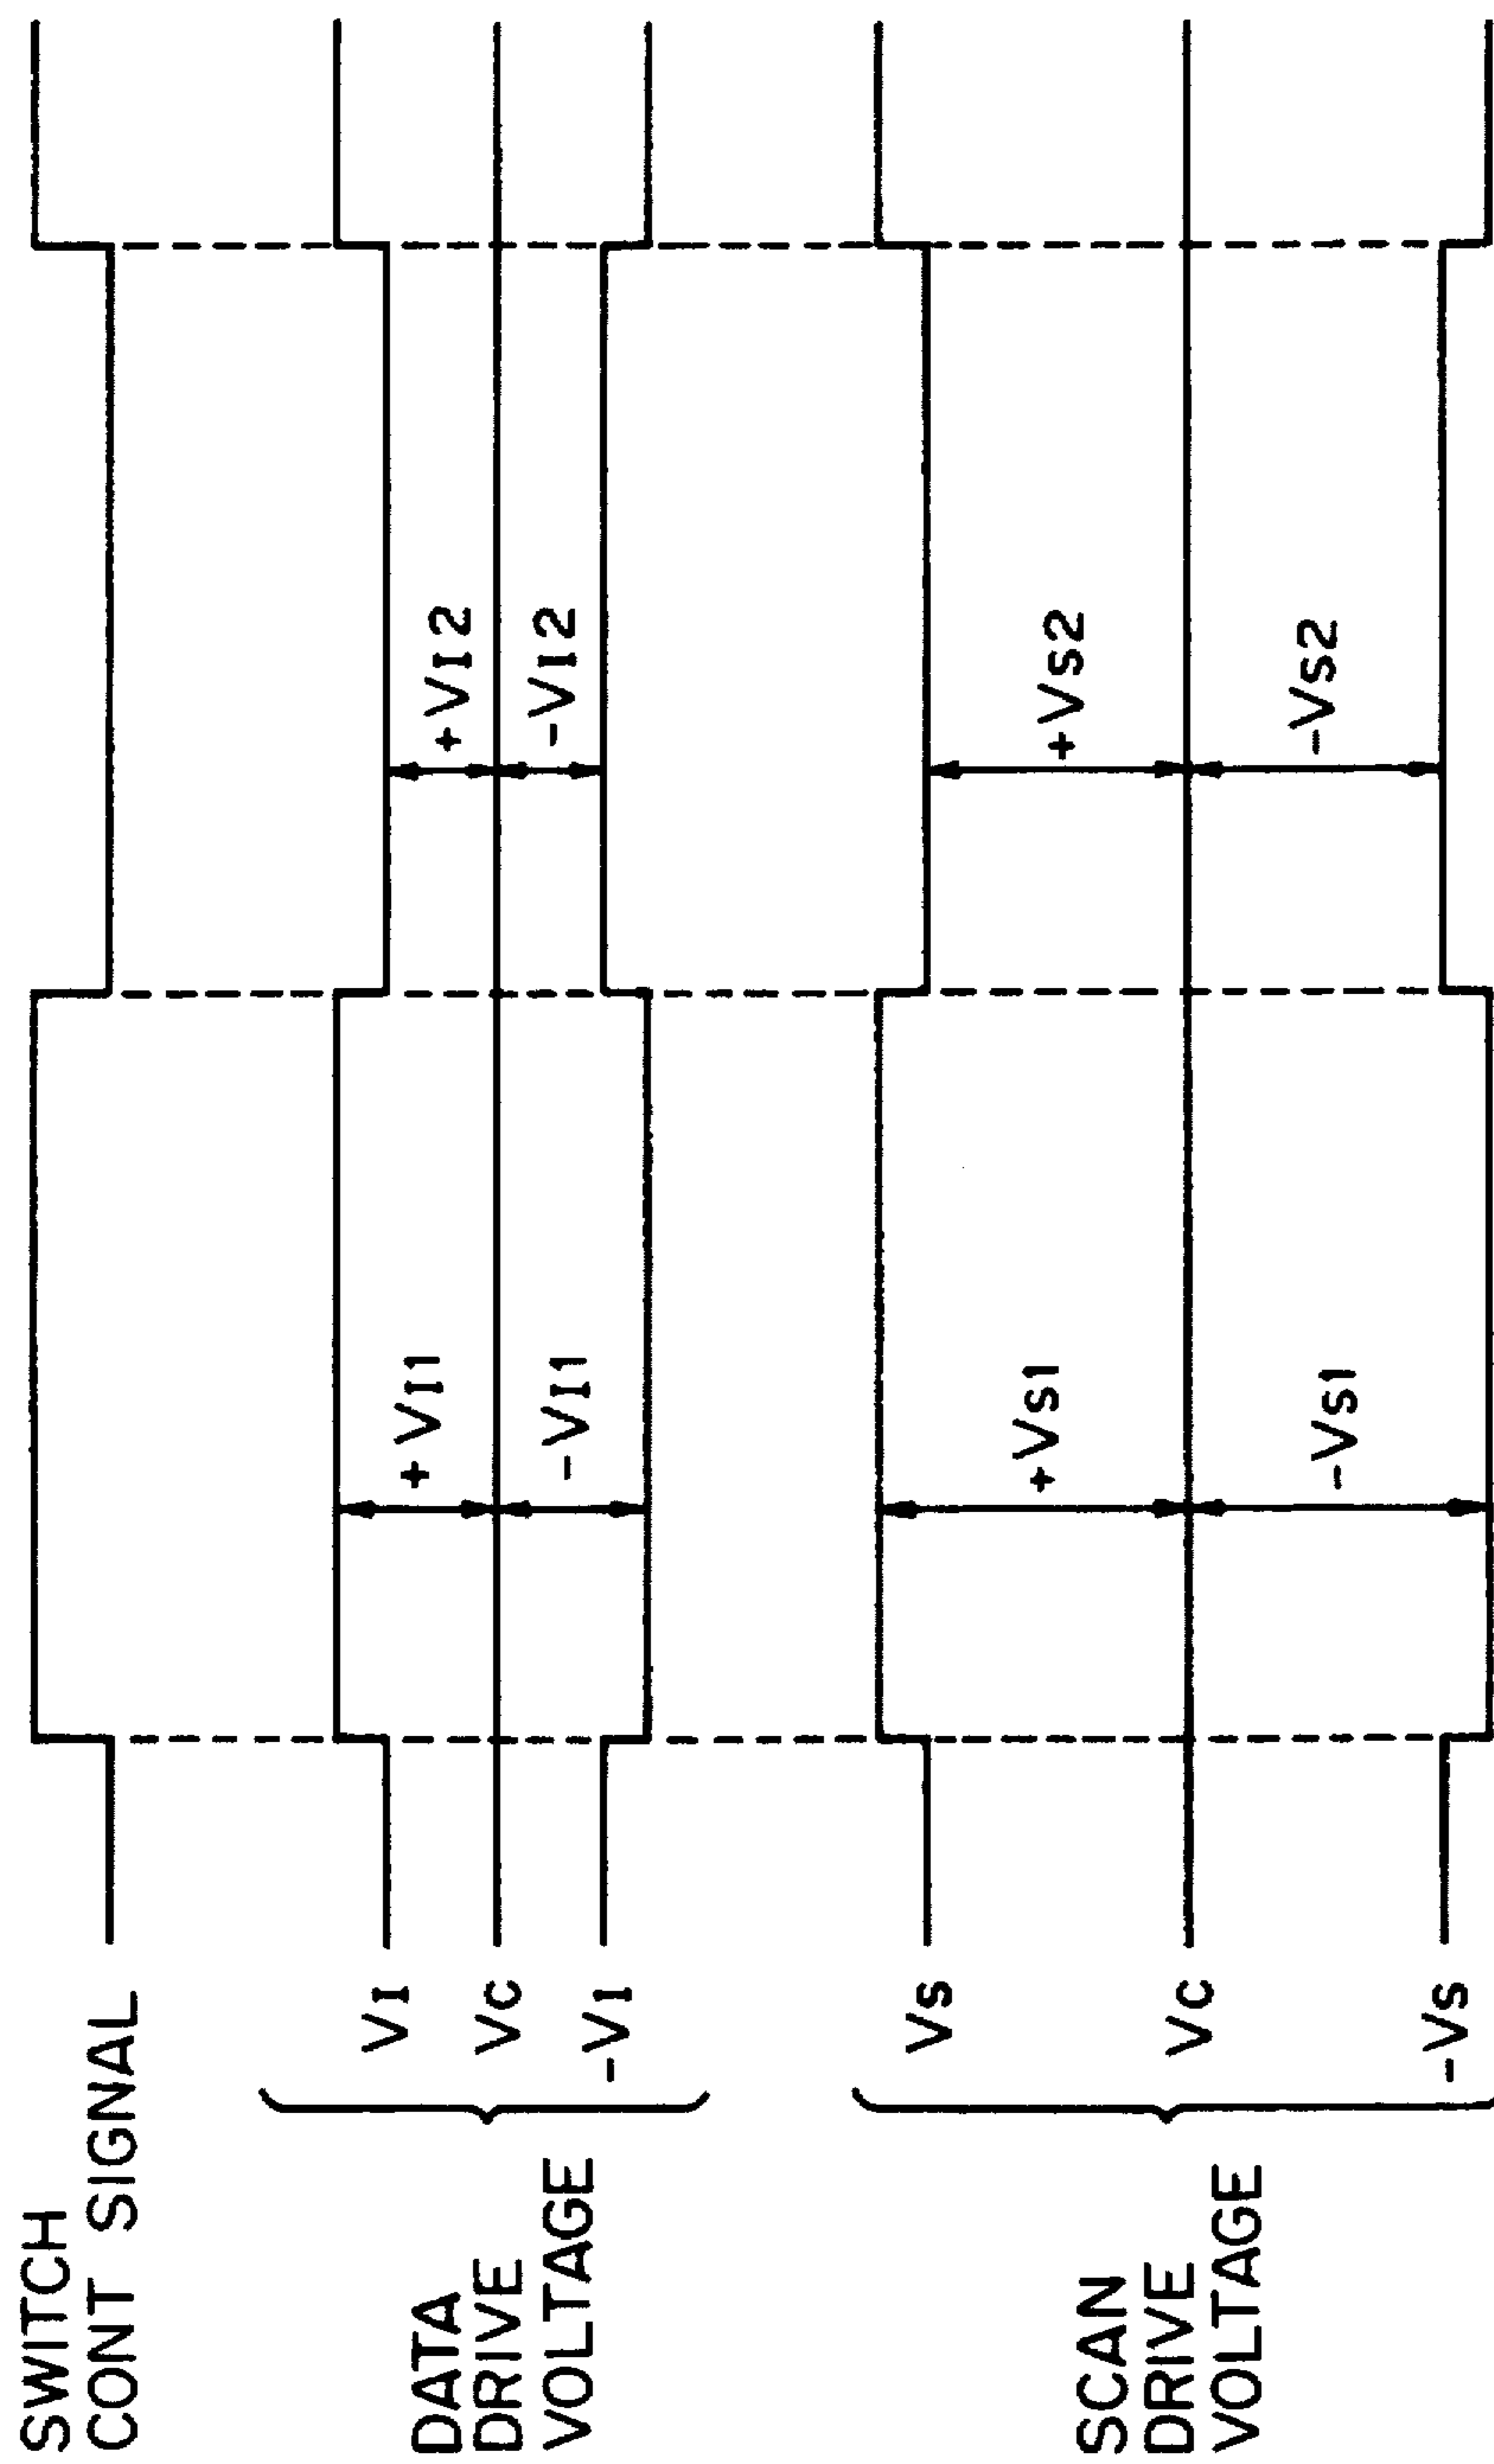 SWITCH
CONT SIGNAL
DATA
DRIVE
VOLTAGE
VI
VC
-VI
+VI1
-VI1
+VI2
-VI2
SCAN
DRIVE
VOLTAGE
VS
VC
-VS
+VS1
-VS1
+VS2
-VS2